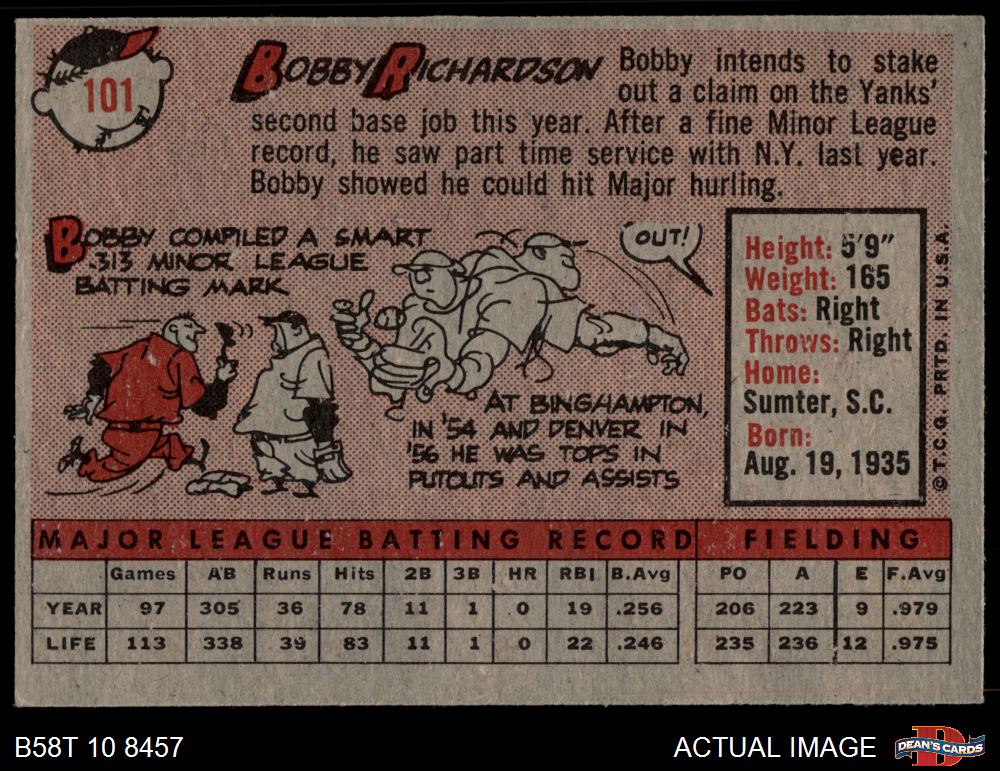 101
BOBBY RICHARDSON
Bobby intends to stake
out a claim on the Yanks'
second base job this year. After a fine Minor League
record, he saw part time service with N.Y. last year.
Bobby showed he could hit Major hurling.
BOBBY COMPILED A SMART
.313 MINOR LEAGUE
BATTING MARK
OUT!
AT BINGHAMPTON,
IN '54 AND DENVER IN
'56 HE WAS TOPS IN
PUTOUTS AND ASSISTS
Height: 5'9"
Weight: 165
Bats: Right
Throws: Right
Home:
Sumter, S.C.
Born:
Aug. 19, 1935
©T.C.G. PRTD. IN U.S.A.
MAJOR LEAGUE BATTING RECORD FIELDING
Games AB Runs Hits 2B 3B HR RBI B.Avg PO A E F.Avg
YEAR 97 305 36 78 11 1 0 19 .256 206 223 9 .979
LIFE 113 338 39 83 11 1 0 22 .246 235 236 12 .975
B58T 10 8457
ACTUAL IMAGE
D
DEAN'S CARDS